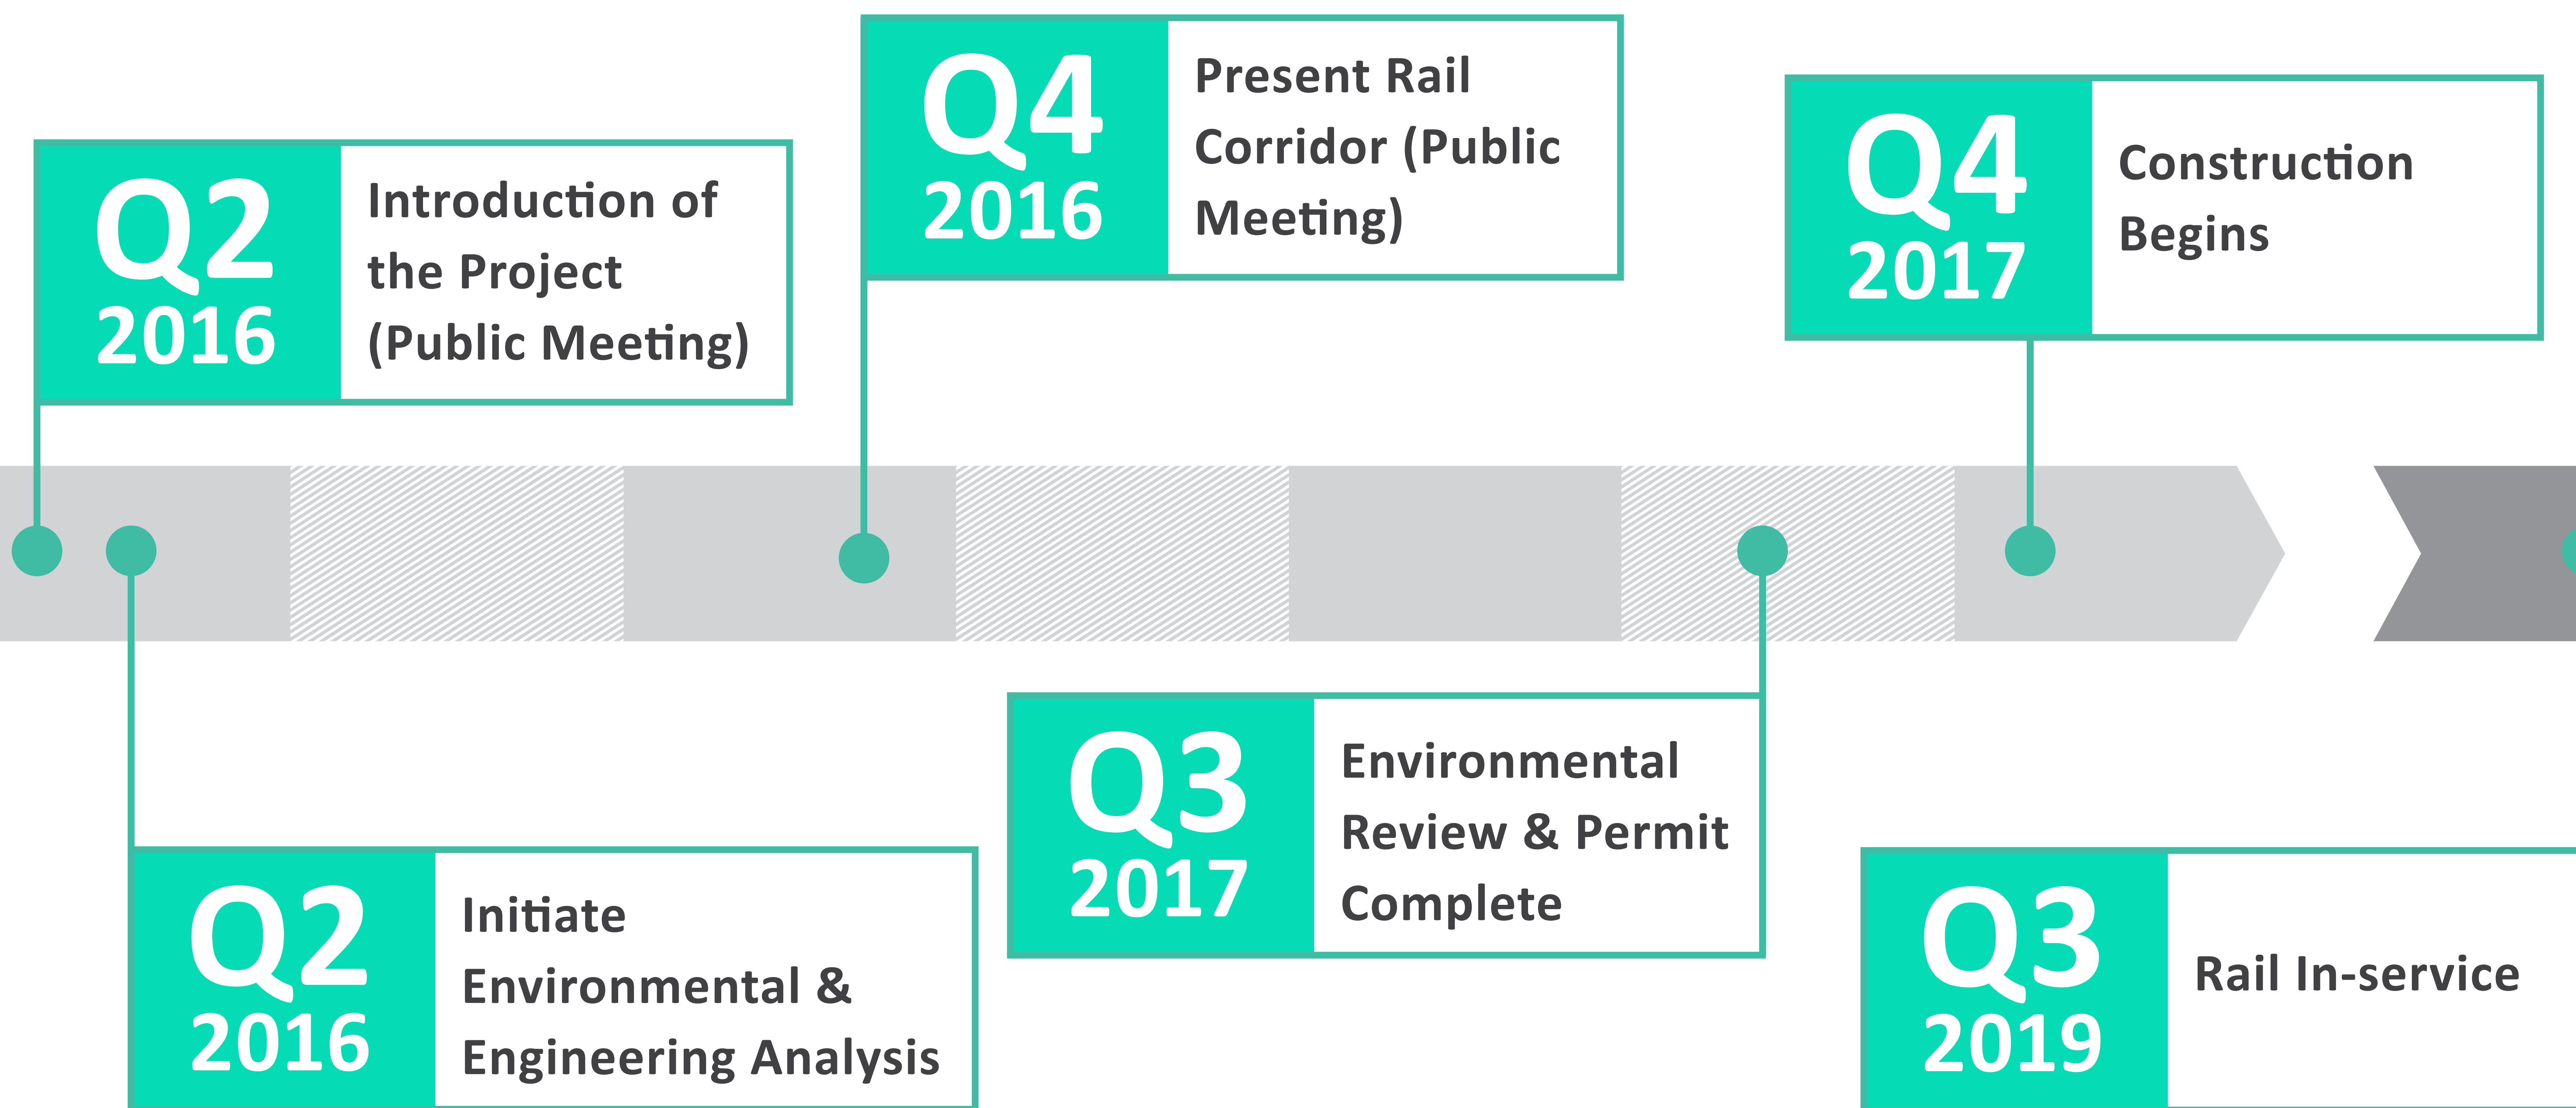 Q2
2016
Introduction of
the Project
(Public Meeting)
Q4
2016
Present Rail
Corridor (Public
Meeting)
Q4
2017
Construction
Begins
Q2
2016
Initiate
Environmental &
Engineering Analysis
Q3
2017
Environmental
Review & Permit
Complete
Q3
2019
Rail In-service